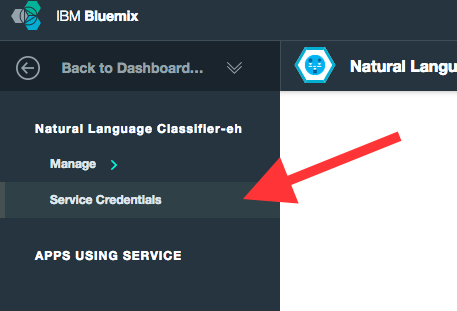 IBM Bluemix
Back to Dashboard...
Natural Langu
Natural Language Classifier-eh
Manage
Service Credentials
APPS USING SERVICE